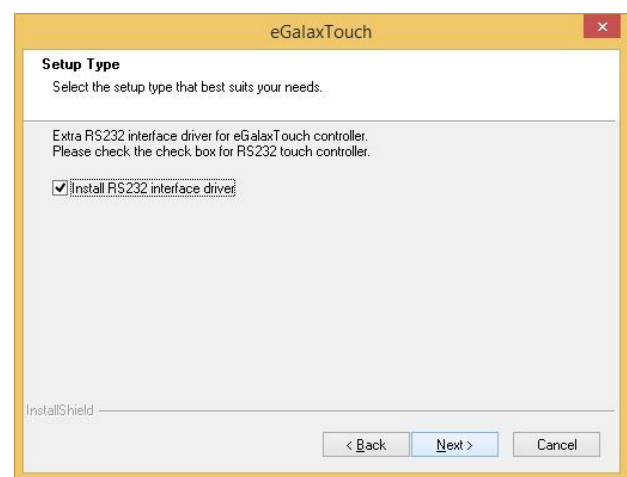 eGalaxTouch
Setup Type
Select the setup type that best suits your needs.
Extra RS232 interface driver for eGalaxTouch controller.
Please check the check box for RS232 touch controller.
Install RS232 interface driver
InstallShield
< Back Next > Cancel